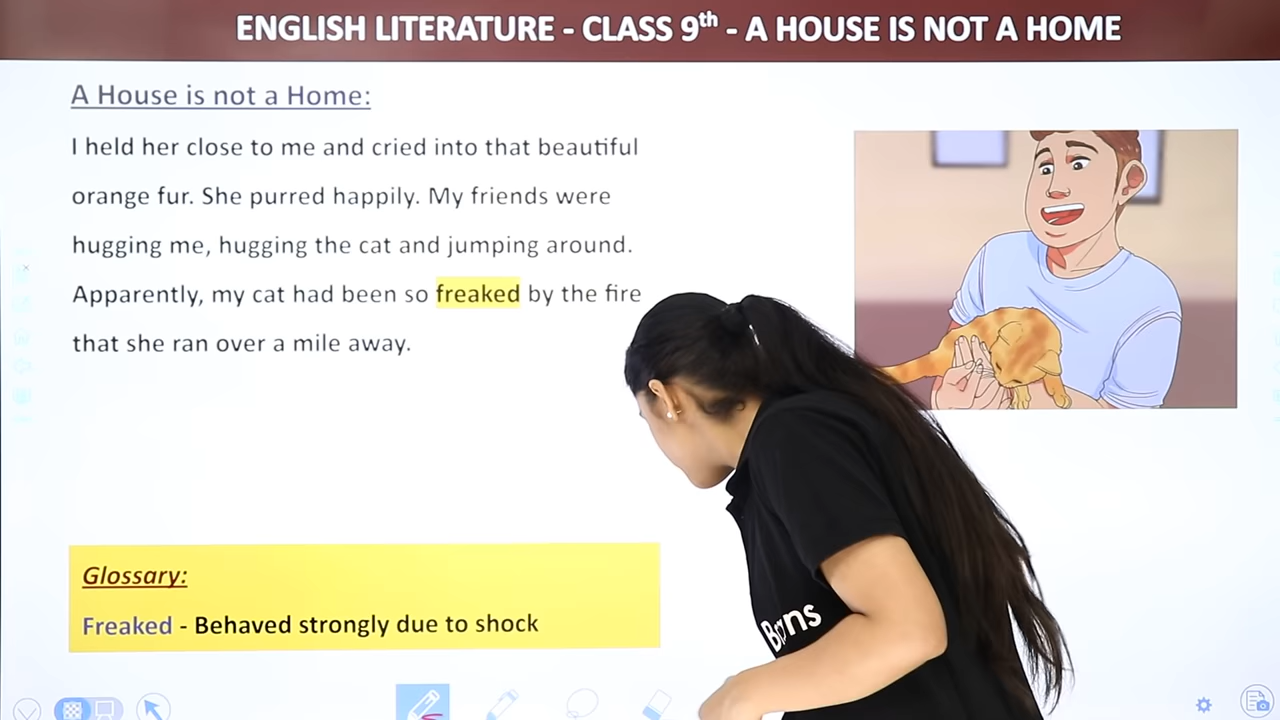 ENGLISH LITERATURE - CLASS 9th - A HOUSE IS NOT A HOME
A House is not a Home:
I held her close to me and cried into that beautiful
orange fur. She purred happily. My friends were
hugging me, hugging the cat and jumping around.
Apparently, my cat had been so freaked by the fire
that she ran over a mile away.
Glossary:
Freaked - Behaved strongly due to shock